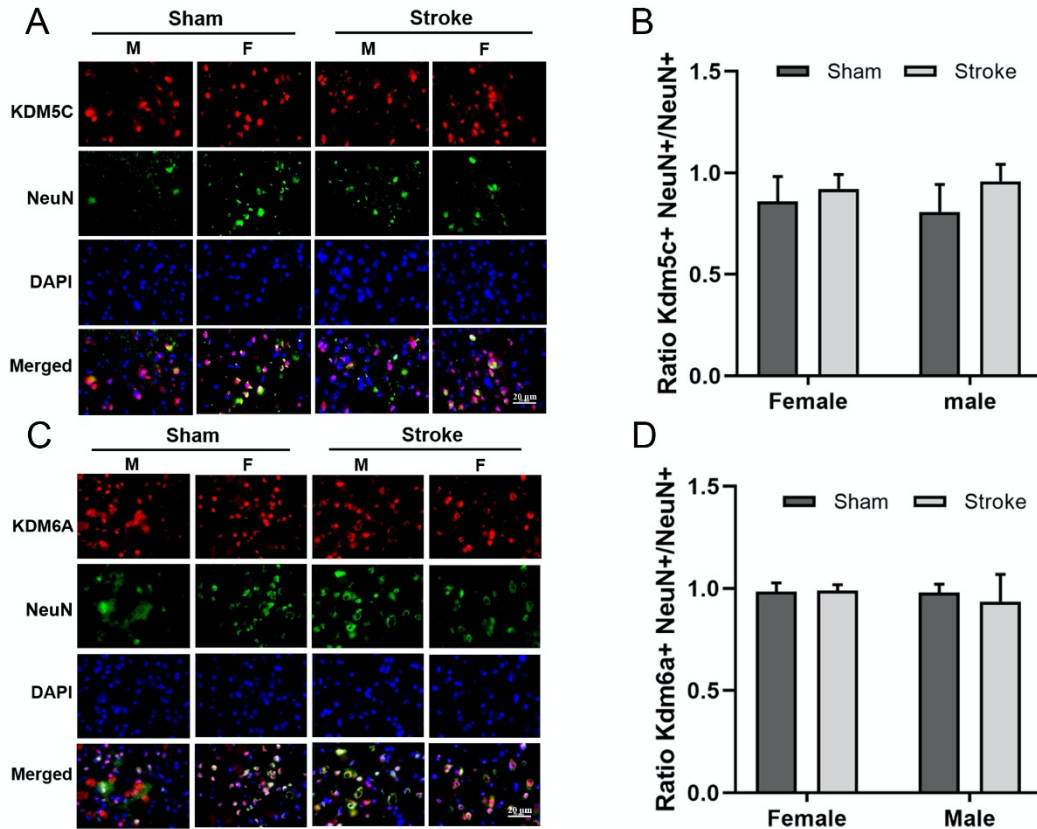 A
Sham
Stroke
M F M F
KDM5C
NeuN
DAPI
Merged
20 μm
B
Ratio Kdm5c+ NeuN+/NeuN+
1.5
1.0
0.5
0.0
Sham Stroke
Female male
C
Sham
Stroke
M F M F
KDM6A
NeuN
DAPI
Merged
20 μm
D
Ratio Kdm6a+ NeuN+/NeuN+
1.5
1.0
0.5
0.0
Sham Stroke
Female Male